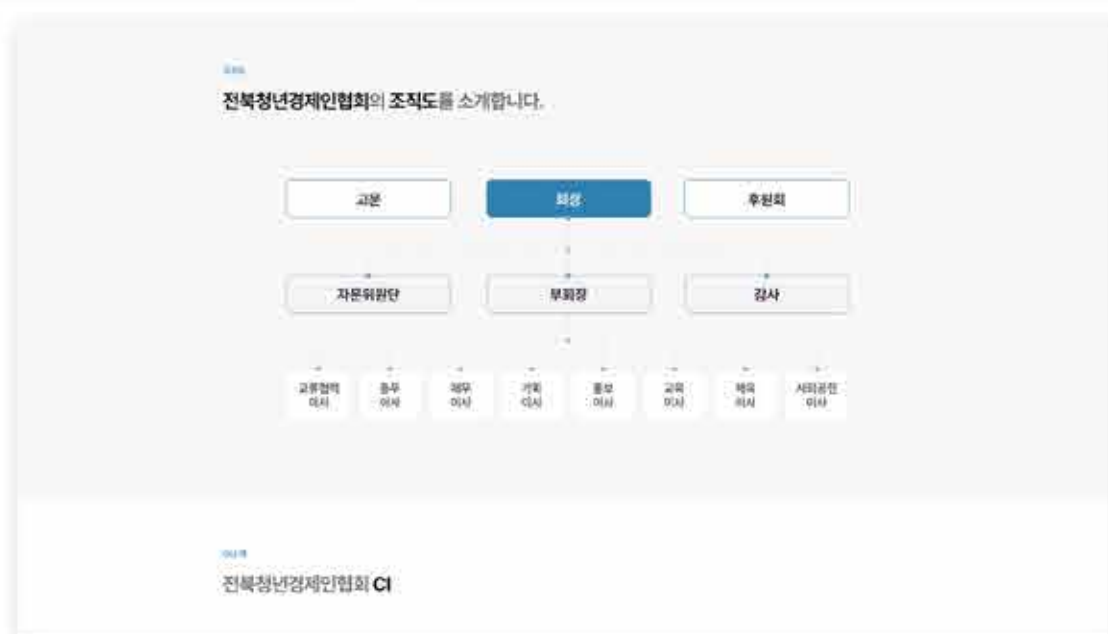 조직도
전북청년경제인협회의 조직도를 소개합니다.
고문
회장
후원회
자문위원단
부회장
감사
교류협력
이사
총무
이사
재무
이사
기획
이사
홍보
이사
교육
이사
체육
이사
사회공헌
이사
전북청년경제인협회 CI